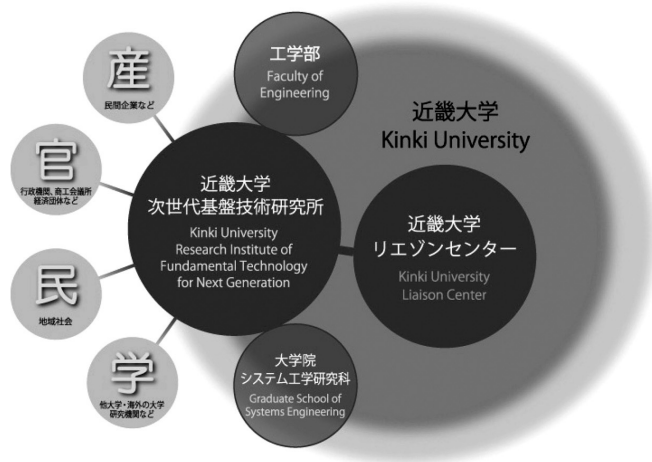 産
民間企業など
官
行政機関、商工会議所
経済団体など
民
地域社会
学
他大学・海外の大学
研究機関など
工学部
Faculty of
Engineering
近畿大学
次世代基盤技術研究所
Kinki University
Research Institute of
Fundamental Technology
for Next Generation
大学院
システム工学研究科
Graduate School of
Systems Engineering
近畿大学
Kinki University
近畿大学
リエゾンセンター
Kinki University
Liaison Center